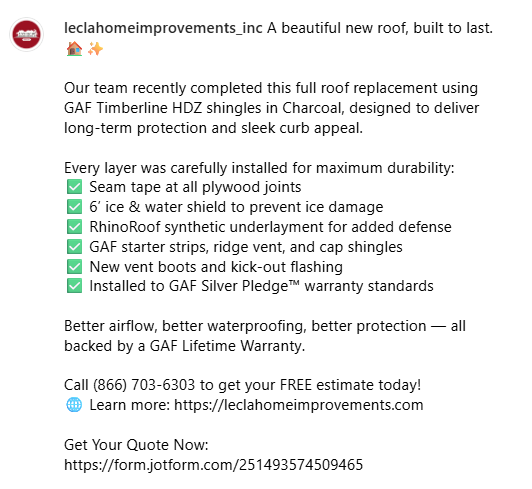 leclahomeimprovements_inc A beautiful new roof, built to last.
🏠 ✨
Our team recently completed this full roof replacement using
GAF Timberline HDZ shingles in Charcoal, designed to deliver
long-term protection and sleek curb appeal.
Every layer was carefully installed for maximum durability:
✅ Seam tape at all plywood joints
✅ 6’ ice & water shield to prevent ice damage
✅ RhinoRoof synthetic underlayment for added defense
✅ GAF starter strips, ridge vent, and cap shingles
✅ New vent boots and kick-out flashing
✅ Installed to GAF Silver Pledge™ warranty standards
Better airflow, better waterproofing, better protection — all
backed by a GAF Lifetime Warranty.
Call (866) 703-6303 to get your FREE estimate today!
🌐 Learn more: https://leclahomeimprovements.com
Get Your Quote Now:
https://form.jotform.com/251493574509465